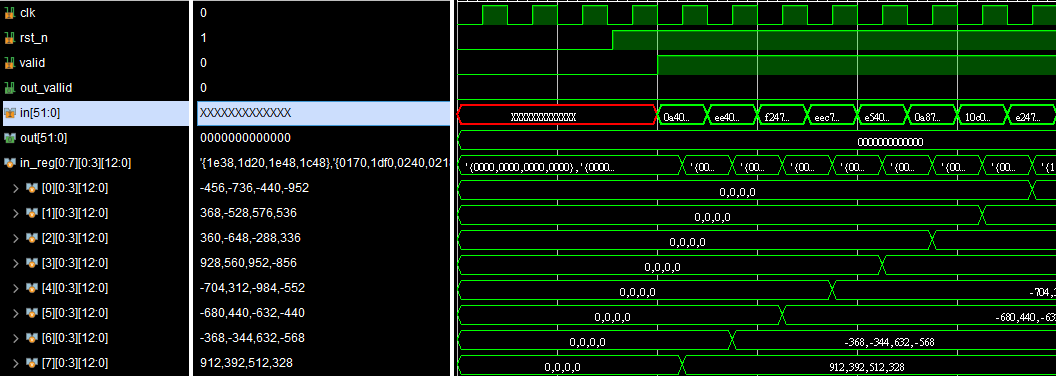 clk 0
rst_n 1
valid 0
out_vallid 0
in[51:0] XXXXXXXXXXXXX XXXXXXXXXXXXX 0a40... ee40... f247... eec7... e540... 0a87... 10c0... e247...
out[51:0] 0000000000000 0000000000000
in_reg[0:7][0:3][12:0] '{1e38,1d20,1e48,1c48},'{0170,1df0,0240,021 '{0000,0000,0000,0000},'{0000... '{00... '{00... '{00... '{00... '{00... '{00... '{00... '{1
[0][0:3][12:0] -456,-736,-440,-952 0,0,0,0
[1][0:3][12:0] 368,-528,576,536 0,0,0,0
[2][0:3][12:0] 360,-648,-288,336 0,0,0,0
[3][0:3][12:0] 928,560,952,-856 0,0,0,0
[4][0:3][12:0] -704,312,-984,-552 0,0,0,0 -704,
[5][0:3][12:0] -680,440,-632,-440 0,0,0,0 -680,440,-63
[6][0:3][12:0] -368,-344,632,-568 0,0,0,0 -368,-344,632,-568
[7][0:3][12:0] 912,392,512,328 0,0,0,0 912,392,512,328